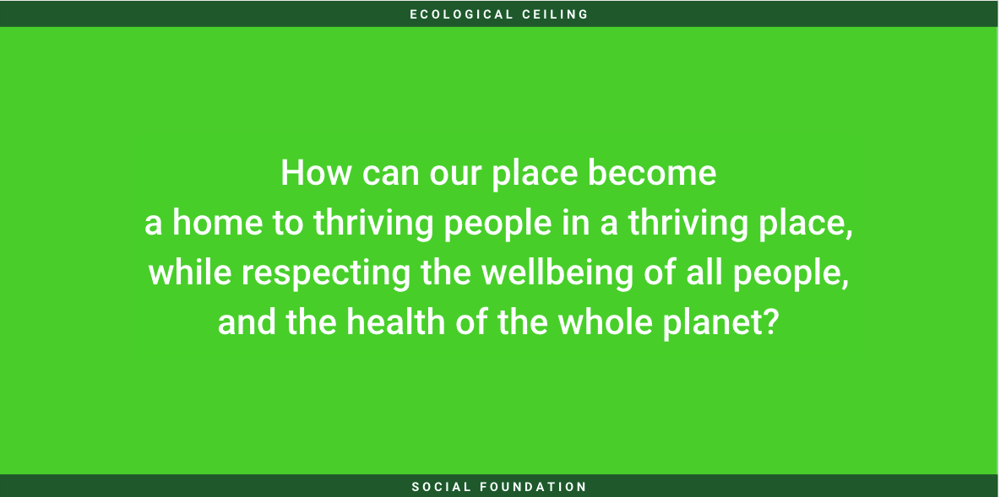 ECOLOGICAL CEILING
How can our place become
a home to thriving people in a thriving place,
while respecting the wellbeing of all people,
and the health of the whole planet?
SOCIAL FOUNDATION